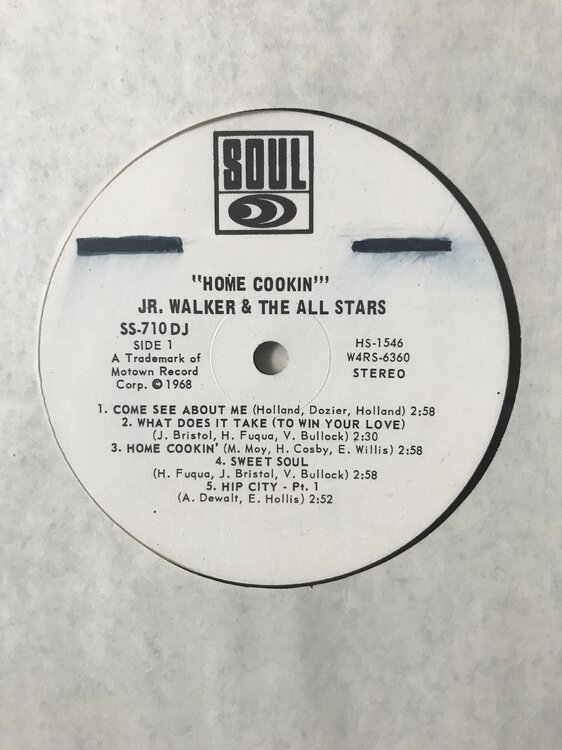 SOUL
"HOME COOKIN'"
JR. WALKER & THE ALL STARS
SS-710 DJ
SIDE 1
A Trademark of
Motown Record
Corp. © 1968
HS-1546
W4RS-6360
STEREO
1. COME SEE ABOUT ME (Holland, Dozier, Holland) 2:58
2. WHAT DOES IT TAKE (TO WIN YOUR LOVE)
(J. Bristol, H. Fuqua, V. Bullock) 2:30
3. HOME COOKIN' (M. Moy, H. Cosby, E. Willis) 2:58
4. SWEET SOUL
(H. Fuqua, J. Bristol, V. Bullock) 2:58
5. HIP CITY - Pt. 1
(A. Dewalt, E. Hollis) 2:52